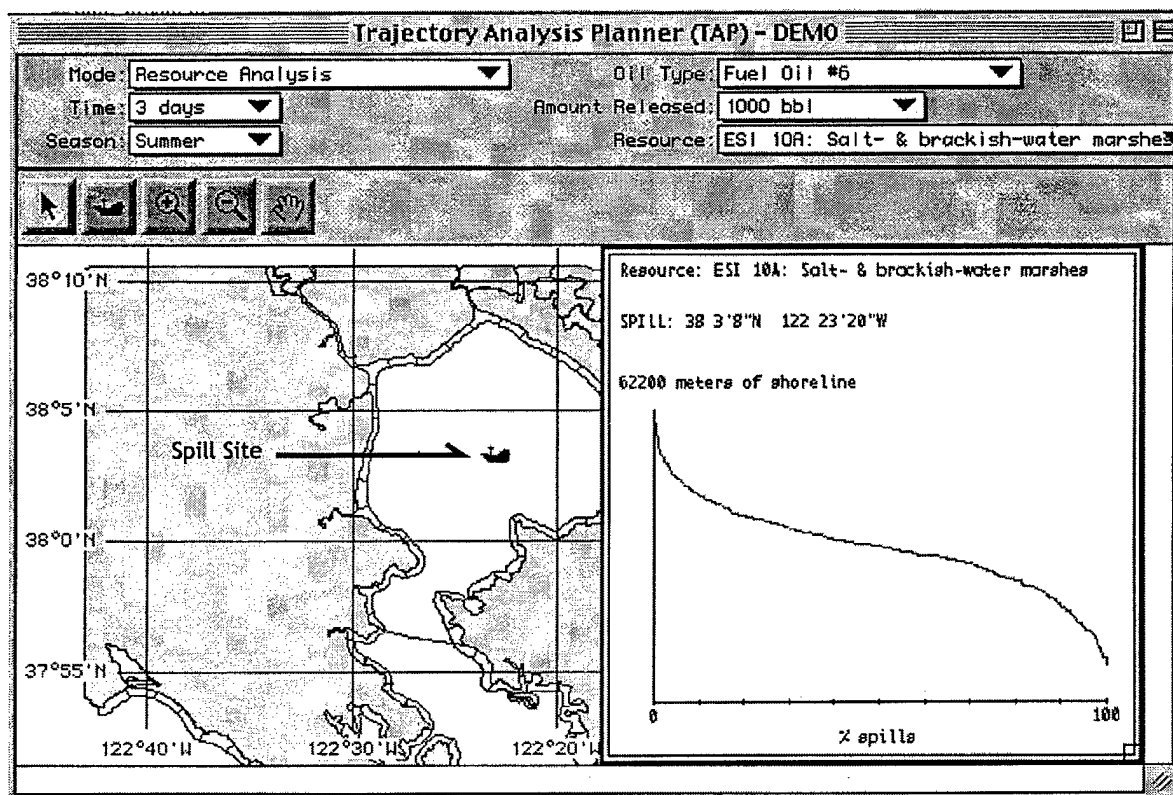 Trajectory Analysis Planner (TAP) - DEMO
Mode: Resource Analysis
Oil Type: Fuel Oil #6
Time: 3 days
Amount Released: 1000 bbl
Season: Summer
Resource: ESI 10A: Salt- & brackish-water marshes
38°10'N
38°5'N
Spill Site
38°0'N
37°55'N
122°40'W
122°30'W
122°20'W
Resource: ESI 10A: Salt- & brackish-water marshes
SPILL: 38 3'8"N 122 23'20"W
62200 meters of shoreline
0
100
% spills